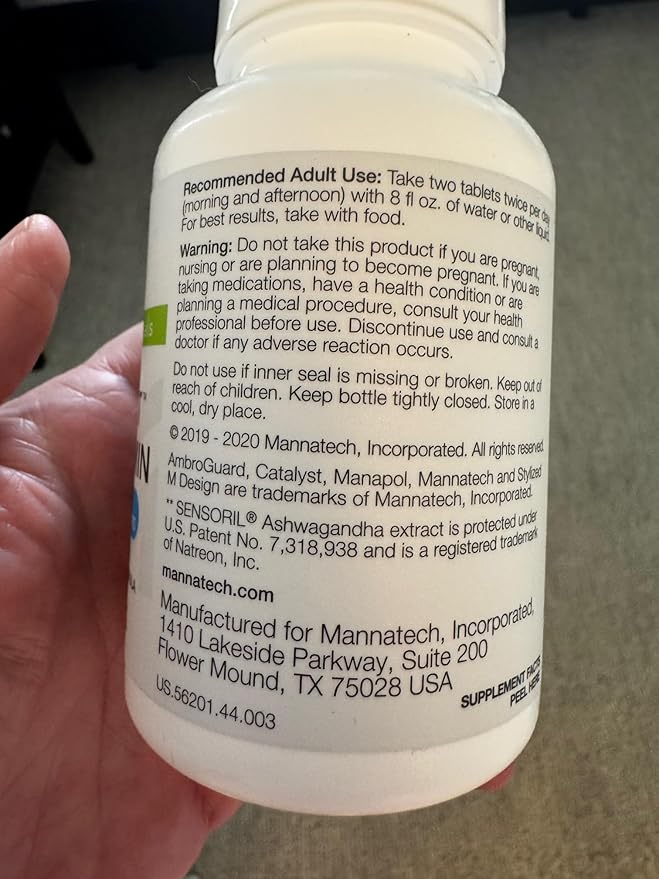 Recommended Adult Use: Take two tablets twice per day
(morning and afternoon) with 8 fl oz. of water or other liquid.
For best results, take with food.
Warning: Do not take this product if you are pregnant,
nursing or are planning to become pregnant. If you are
taking medications, have a health condition or are
planning a medical procedure, consult your health
professional before use. Discontinue use and consult a
doctor if any adverse reaction occurs.
Do not use if inner seal is missing or broken. Keep out of
reach of children. Keep bottle tightly closed. Store in a
cool, dry place.
© 2019 - 2020 Mannatech, Incorporated. All rights reserved.
AmbroGuard, Catalyst, Manapol, Mannatech and Stylized
M Design are trademarks of Mannatech, Incorporated.
** SENSORIL® Ashwagandha extract is protected under
U.S. Patent No. 7,318,938 and is a registered trademark
of Natreon, Inc.
mannatech.com
Manufactured for Mannatech, Incorporated,
1410 Lakeside Parkway, Suite 200
Flower Mound, TX 75028 USA
US.56201.44.003
SUPPLEMENT FACTS
PEEL HERE